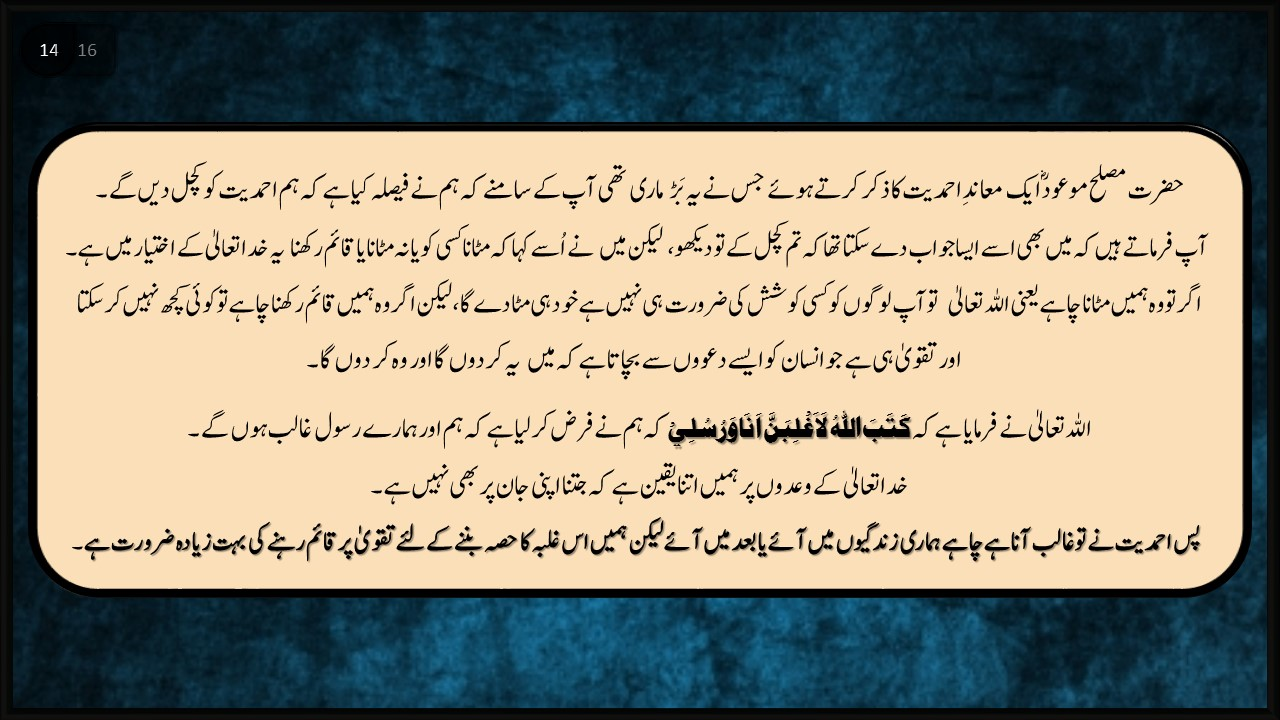 14 16
حضرت مصلح موعودؓ ایک معاندِ احمدیت کا ذکر کرتے ہوئے جس نے یہ بَڑ ماری تھی آپ کے سامنے کہ ہم نے فیصلہ کیا ہے کہ ہم احمدیت کو کچل دیں گے۔
آپ فرماتے ہیں کہ میں بھی اسے ایسا جواب دے سکتا تھا کہ تم کچل کے تو دیکھو، لیکن میں نے اُسے کہا کہ مٹانا کسی کو یا نہ مٹانا یا قائم رکھنا یہ خدا تعالیٰ کے اختیار میں ہے۔
اگر تو وہ ہمیں مٹانا چاہے یعنی اللہ تعالیٰ تو آپ لوگوں کو کسی کوشش کی ضرورت ہی نہیں ہے خود ہی مٹا دے گا، لیکن اگر وہ ہمیں قائم رکھنا چاہے تو کوئی کچھ نہیں کر سکتا
اور تقویٰ ہی ہے جو انسان کو ایسے دعووں سے بچاتا ہے کہ میں یہ کر دوں گا اور وہ کر دوں گا۔
اللہ تعالیٰ نے فرمایا ہے کہ کَتَبَ اللّٰہُ لَاَغْلِبَنَّ اَنَا وَرُسُلِیْ کہ ہم نے فرض کر لیا ہے کہ ہم اور ہمارے رسول غالب ہوں گے۔
خدا تعالیٰ کے وعدوں پر ہمیں اتنا یقین ہے کہ جتنا اپنی جان پر بھی نہیں ہے۔
پس احمدیت نے تو غالب آنا ہے چاہے ہماری زندگیوں میں آئے یا بعد میں آئے لیکن ہمیں اس غلبہ کا حصہ بننے کے لئے تقویٰ پر قائم رہنے کی بہت زیادہ ضرورت ہے۔